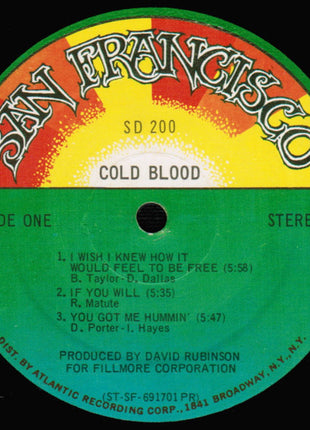 SAN FRANCISCO
SD 200
COLD BLOOD
DE ONE
STERE
1. I WISH I KNEW HOW IT
WOULD FEEL TO BE FREE (5:58)
B. Taylor-D. Dallas
2. IF YOU WILL (5:35)
R. Matute
3. YOU GOT ME HUMMIN' (5:47)
D. Porter-I. Hayes
PRODUCED BY DAVID RUBINSON
FOR FILLMORE CORPORATION
(ST-SF-691701 PR)
DIST. BY ATLANTIC RECORDING CORP., 1841 BROADWAY, N.Y., N.Y.